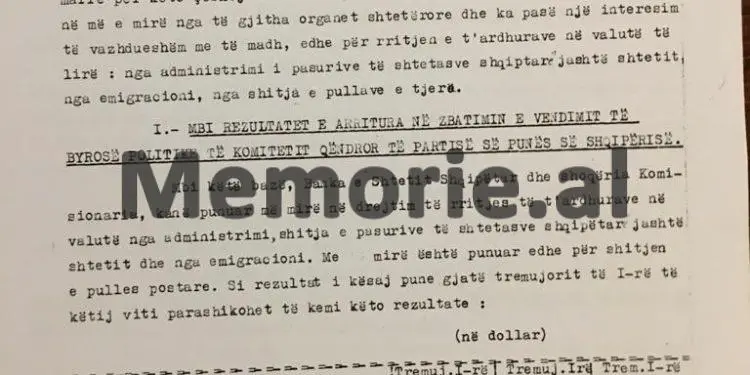 në më e mirë nga të gjitha organet shtetërore dhe ka pasë një interesim
të vazhdueshëm me të madh, edhe për rritjen e t'ardhurave në valutë të
lirë : nga administrimi i pasurive të shtetasve shqiptarë jashtë shtetit,
nga emigracioni, nga shitja e pullave e tjera.
I.- MBI REZULTATET E ARRITURA NË ZBATIMIN E VENDIMIT TË
BYROSË POLITIKE TË KOMITETIT QËNDROR TË PARTISË SË PUNËS SË SHQIPËRISË.
Mbi këtë bazë, Banka e Shtetit Shqipëtar dhe shoqëria Komi-
sionaria, kanë punuar më mirë në drejtim të rritjes të t'ardhurave në
valutë nga administrimi, shitja e pasurive të shtetasve shqipëtar jashtë
shtetit dhe nga emigracioni. Me mirë është punuar edhe për shitjen
e pulles postare. Si rezultat i kësaj pune gjatë tremujorit të I-rë të
këtij viti parashikohet të kemi këto rezultate :
(në dollar)
!Tremuj.I-rë! Tremuj.Irë Trem.I-rë
Memorie.al